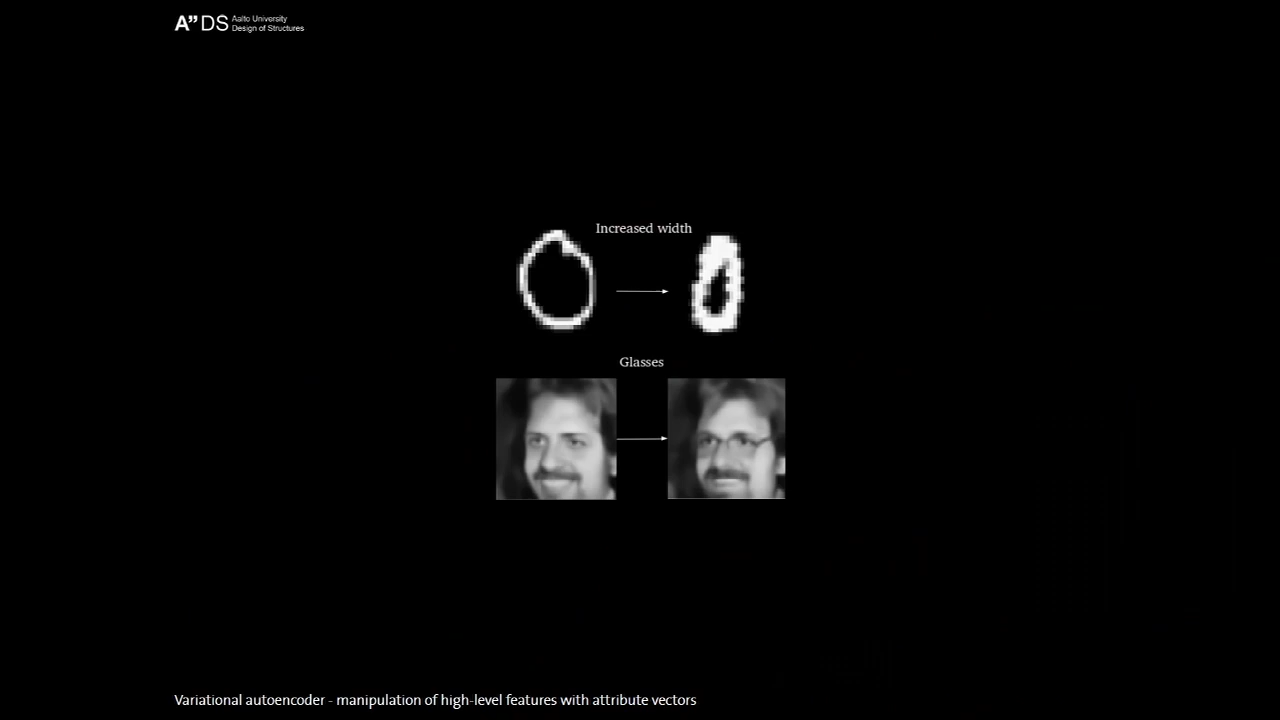 A” DS Aalto University
Design of Structures
Increased width
Glasses
Variational autoencoder - manipulation of high-level features with attribute vectors